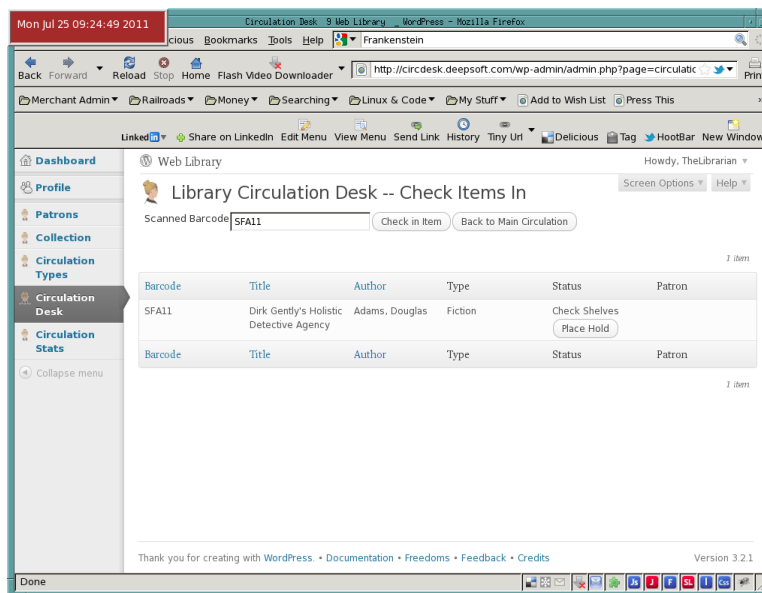 Mon Jul 25 09:24:49 2011
Circulation Desk 9 Web Library _ WordPress - Mozilla Firefox
cious Bookmarks Tools Help Frankenstein
Back Forward Reload Stop Home Flash Video Downloader http://circdesk.deepsoft.com/wp-admin/admin.php?page=circulatic Prin
Merchant Admin Railroads Money Searching Linux & Code My Stuff Add to Wish List Press This
Linked in Share on LinkedIn Edit Menu View Menu Send Link History Tiny Url Delicious Tag HootBar New Window
Dashboard
Web Library
Howdy, TheLibrarian
Profile
Screen Options Help
Library Circulation Desk -- Check Items In
Patrons
Scanned Barcode SFA11 Check in Item Back to Main Circulation
Collection
Circulation
Types
1 item
Barcode Title Author Type Status Patron
Circulation
Desk
SFA11 Dirk Gently's Holistic Adams, Douglas Fiction Check Shelves
Detective Agency
Place Hold
Circulation
Stats
Barcode Title Author Type Status Patron
Collapse menu
1 item
Thank you for creating with WordPress. • Documentation • Freedoms • Feedback • Credits
Version 3.2.1
Done
Js J F SL I Css